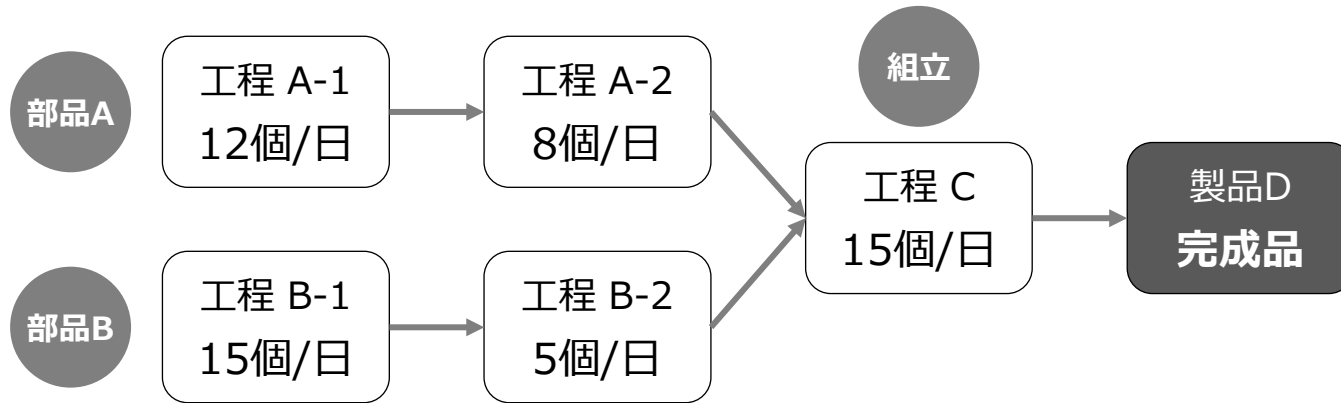 部品A
工程 A-1
12個/日
工程 A-2
8個/日
組立
工程 C
15個/日
製品D
完成品
部品B
工程 B-1
15個/日
工程 B-2
5個/日